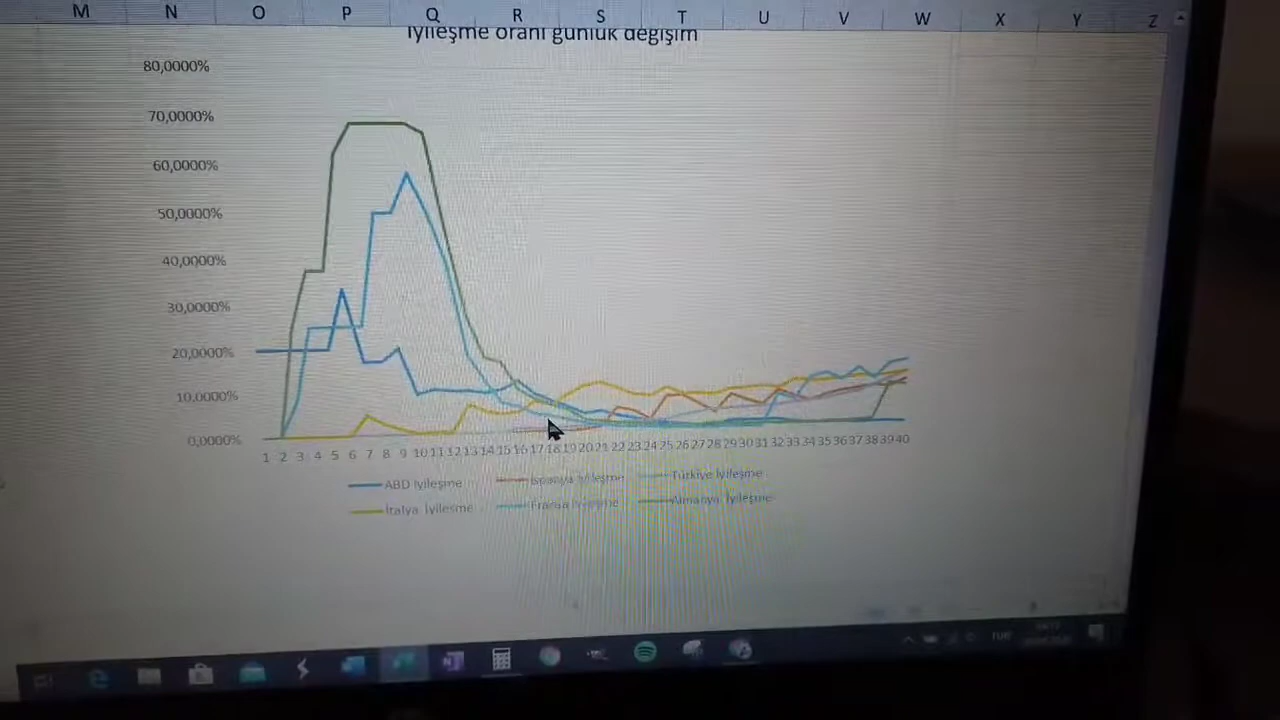 M N O P Q R S T U V W X Y Z
İyileşme oranı günlük değişim
80,0000%
70,0000%
60,0000%
50,0000%
40,0000%
30,0000%
20,0000%
10,0000%
0,0000%
1 2 3 4 5 6 7 8 9 10 11 12 13 14 15 16 17 18 19 20 21 22 23 24 25 26 27 28 29 30 31 32 33 34 35 36 37 38 39 40
ABD İyileşme İspanya İyileşme Türkiye İyileşme
İtalya İyileşme Fransa İyileşme Almanya İyileşme
TUR